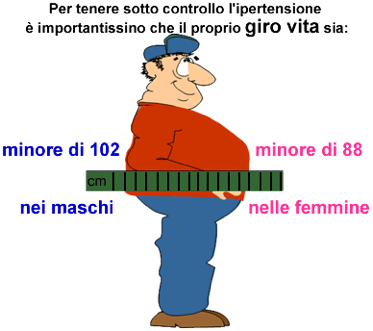 Per tenere sotto controllo l'ipertensione
è importantissino che il proprio giro vita sia:
minore di 102 minore di 88
cm
nei maschi nelle femmine